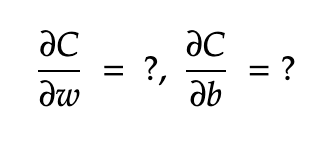 ∂C/∂w = ?, ∂C/∂b = ?